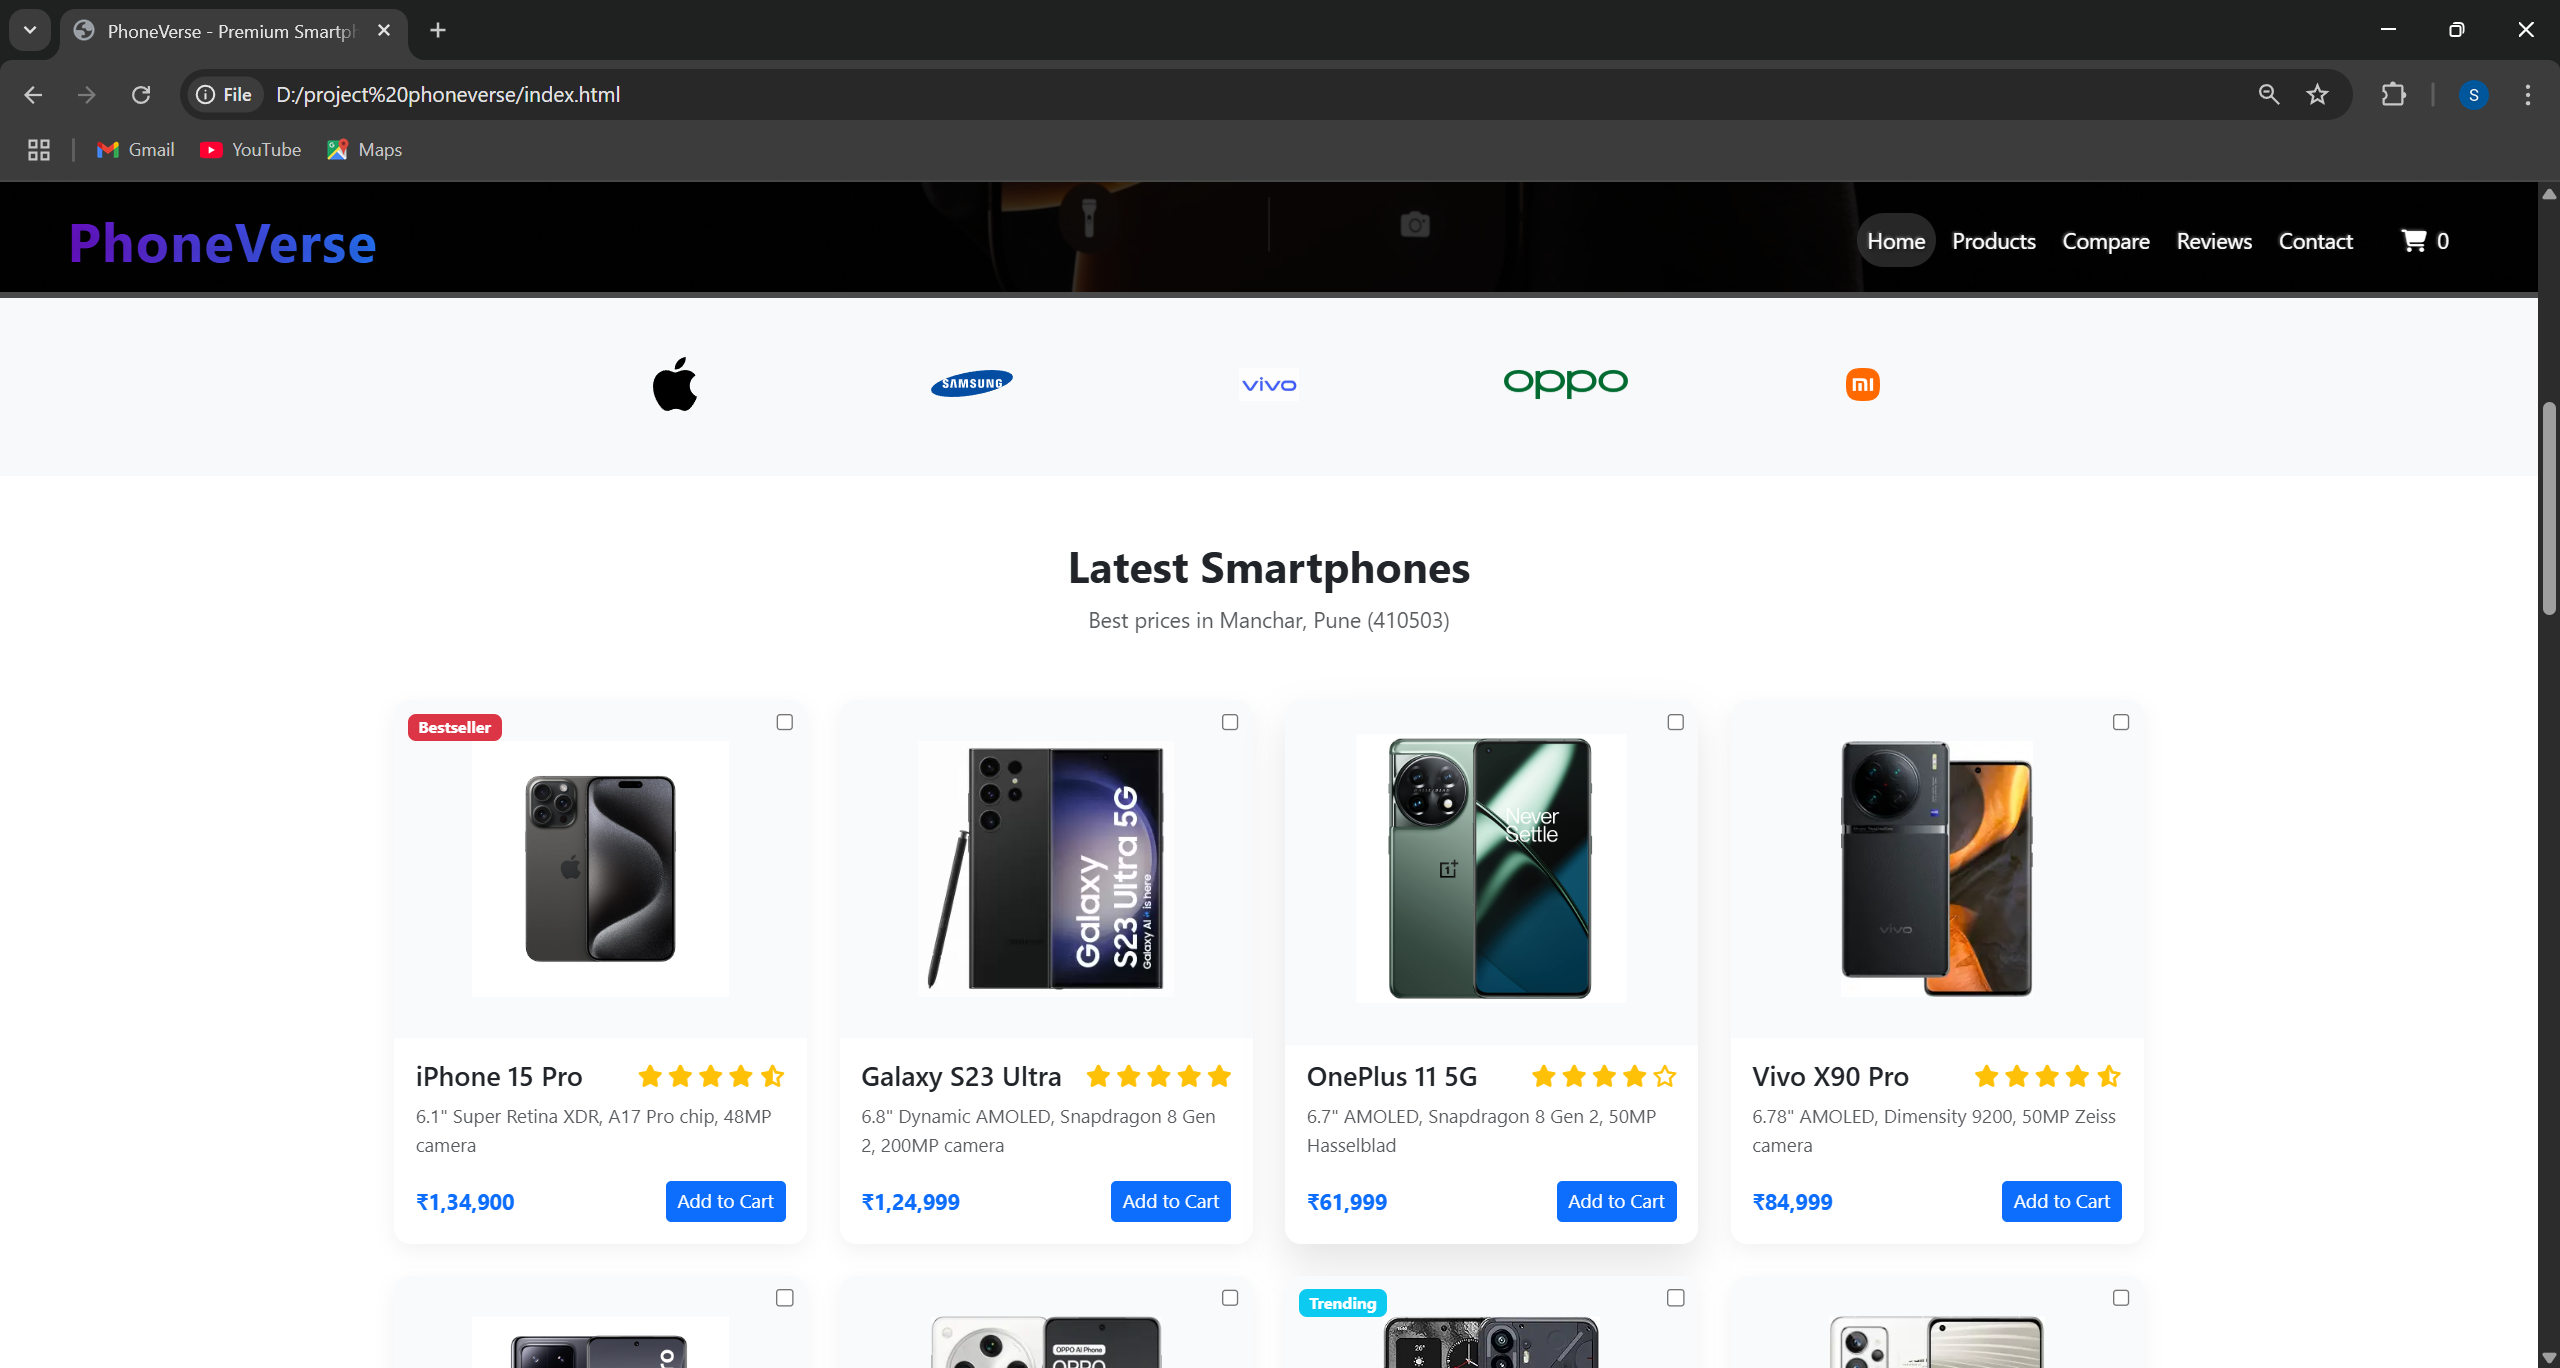 PhoneVerse - Premium Smartph
File D:/project%20phoneverse/index.html S
Gmail YouTube Maps
PhoneVerse Home Products Compare Reviews Contact 0
SAMSUNG vivo oppo mi
Latest Smartphones
Best prices in Manchar, Pune (410503)
Bestseller
Galaxy
S23 Ultra 5G
Galaxy AI is here
Never
Settle
vivo
iPhone 15 Pro
6.1" Super Retina XDR, A17 Pro chip, 48MP
camera
₹1,34,900 Add to Cart
Galaxy S23 Ultra
6.8" Dynamic AMOLED, Snapdragon 8 Gen
2, 200MP camera
₹1,24,999 Add to Cart
OnePlus 11 5G
6.7" AMOLED, Snapdragon 8 Gen 2, 50MP
Hasselblad
₹61,999 Add to Cart
Vivo X90 Pro
6.78" AMOLED, Dimensity 9200, 50MP Zeiss
camera
₹84,999 Add to Cart
Trending
OPPO AI Phone
OPPO
26°